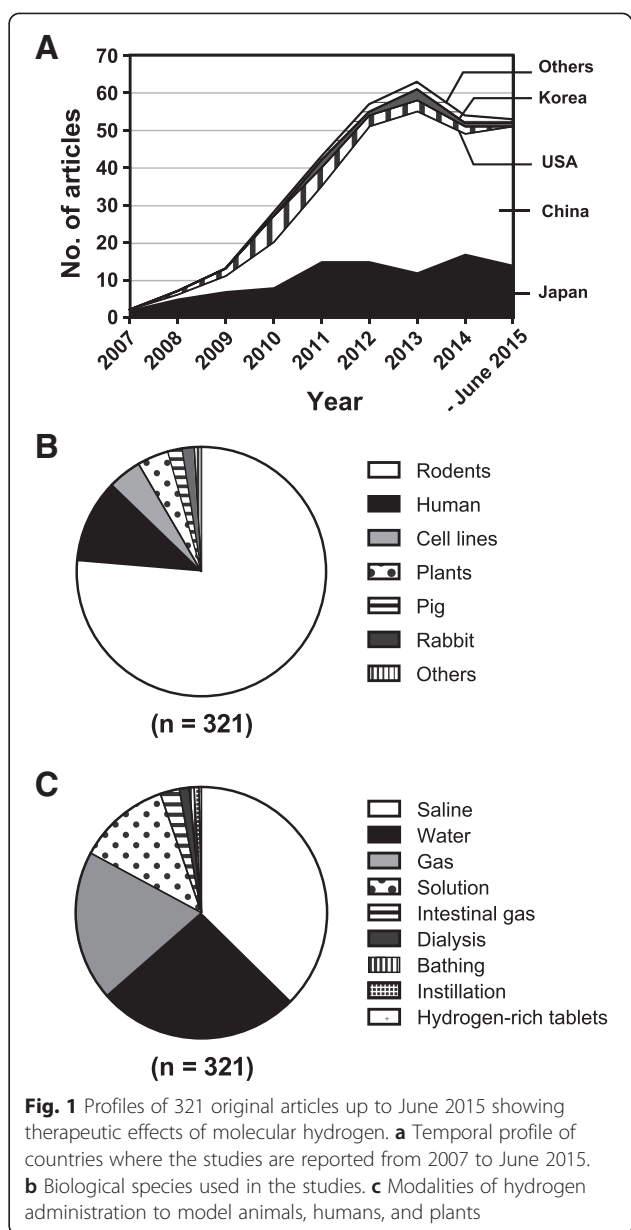 A
No. of articles
70
60
50
40
30
20
10
0
2007
2008
2009
2010
2011
2012
2013
2014
- June 2015
Year
Others
Korea
USA
China
Japan
B
(n = 321)
Rodents
Human
Cell lines
Plants
Pig
Rabbit
Others
C
(n = 321)
Saline
Water
Gas
Solution
Intestinal gas
Dialysis
Bathing
Instillation
Hydrogen-rich tablets
Fig. 1 Profiles of 321 original articles up to June 2015 showing
therapeutic effects of molecular hydrogen. a Temporal profile of
countries where the studies are reported from 2007 to June 2015.
b Biological species used in the studies. c Modalities of hydrogen
administration to model animals, humans, and plants